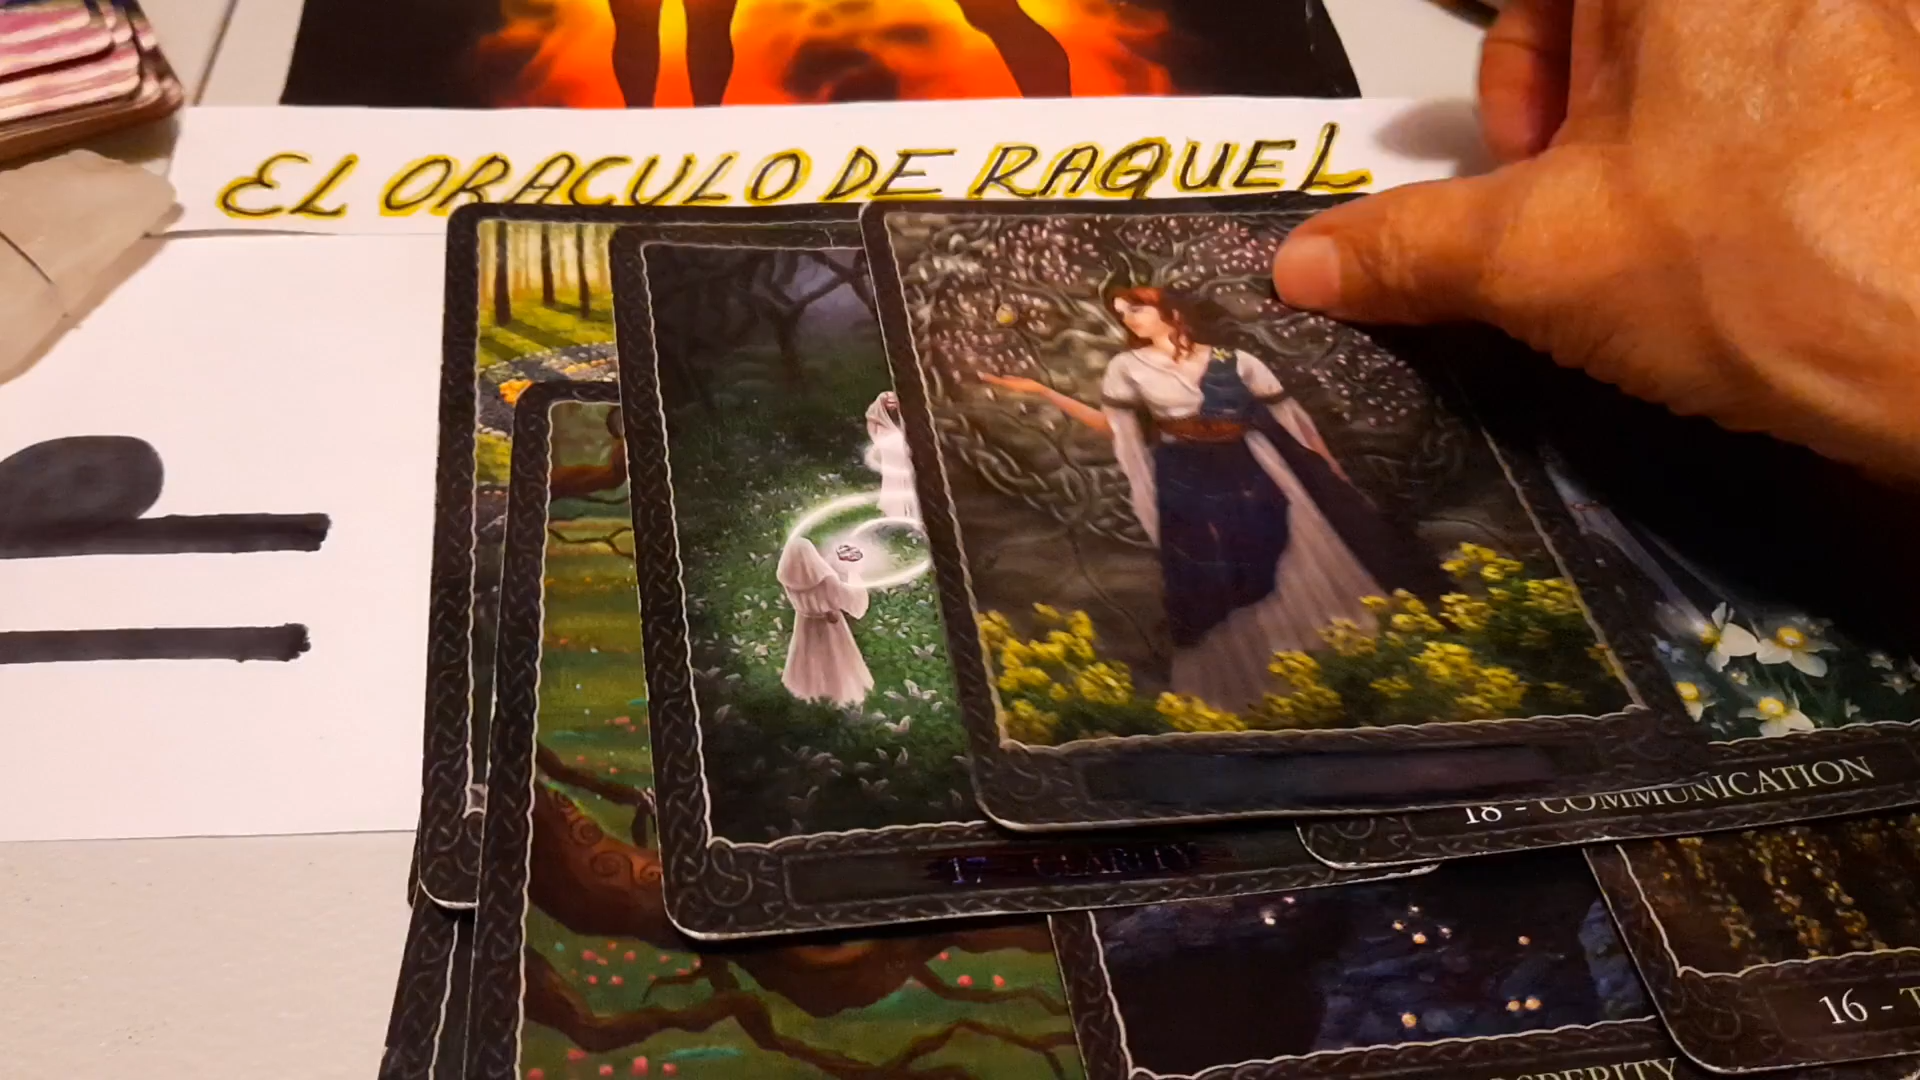 EL ORACULO DE RAQUEL
17 - CLARITY
18 - COMMUNICATION
16 -